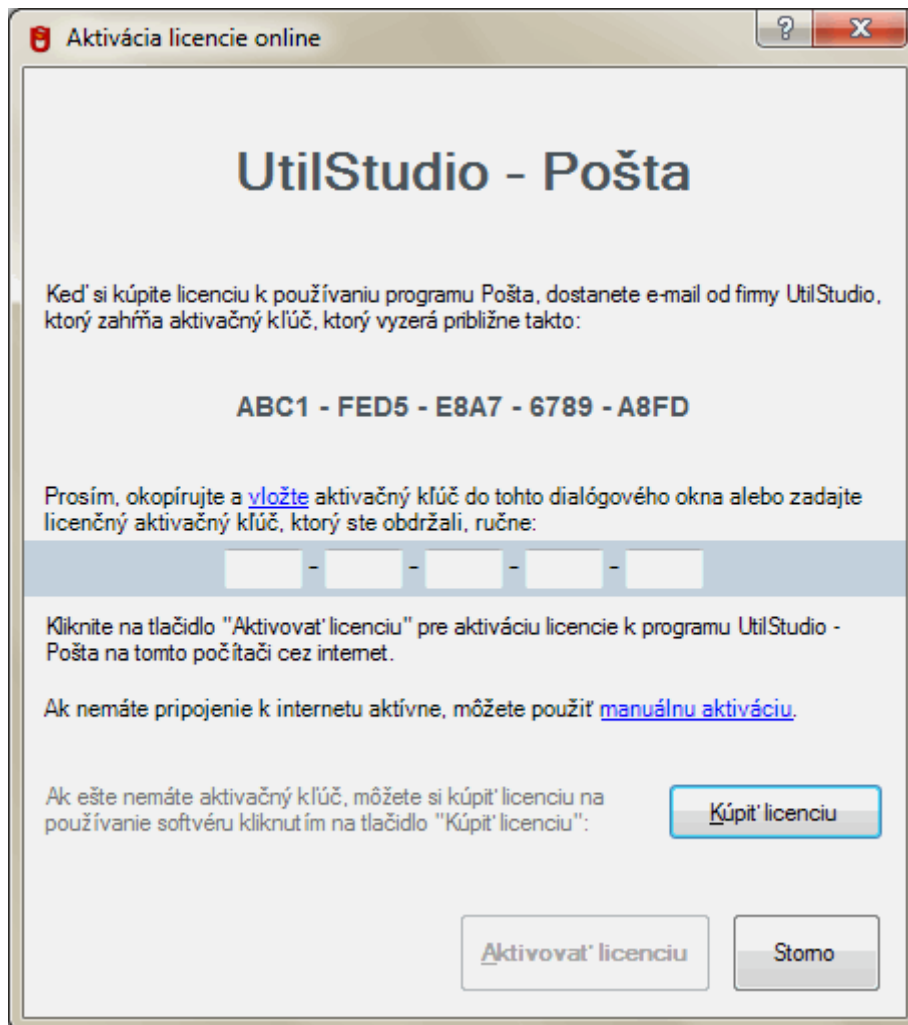 Aktivácia licencie online
UtilStudio - Pošta
Keď si kúpite licenciu k používaniu programu Pošta, dostanete e-mail od firmy UtilStudio,
ktorý zahŕňa aktivačný kľúč, ktorý vyzerá približne takto:
ABC1 - FED5 - E8A7 - 6789 - A8FD
Prosím, okopírujte a vložte aktivačný kľúč do tohto dialógového okna alebo zadajte
licenčný aktivačný kľúč, ktorý ste obdržali, ručne:
- - - -
Kliknite na tlačidlo "Aktivovať licenciu" pre aktiváciu licencie k programu UtilStudio -
Pošta na tomto počítači cez internet.
Ak nemáte pripojenie k internetu aktívne, môžete použiť manuálnu aktiváciu.
Ak ešte nemáte aktivačný kľúč, môžete si kúpiť licenciu na
používanie softvéru kliknutím na tlačidlo "Kúpiť licenciu":
Kúpiť licenciu
Aktivovať licenciu
Storno